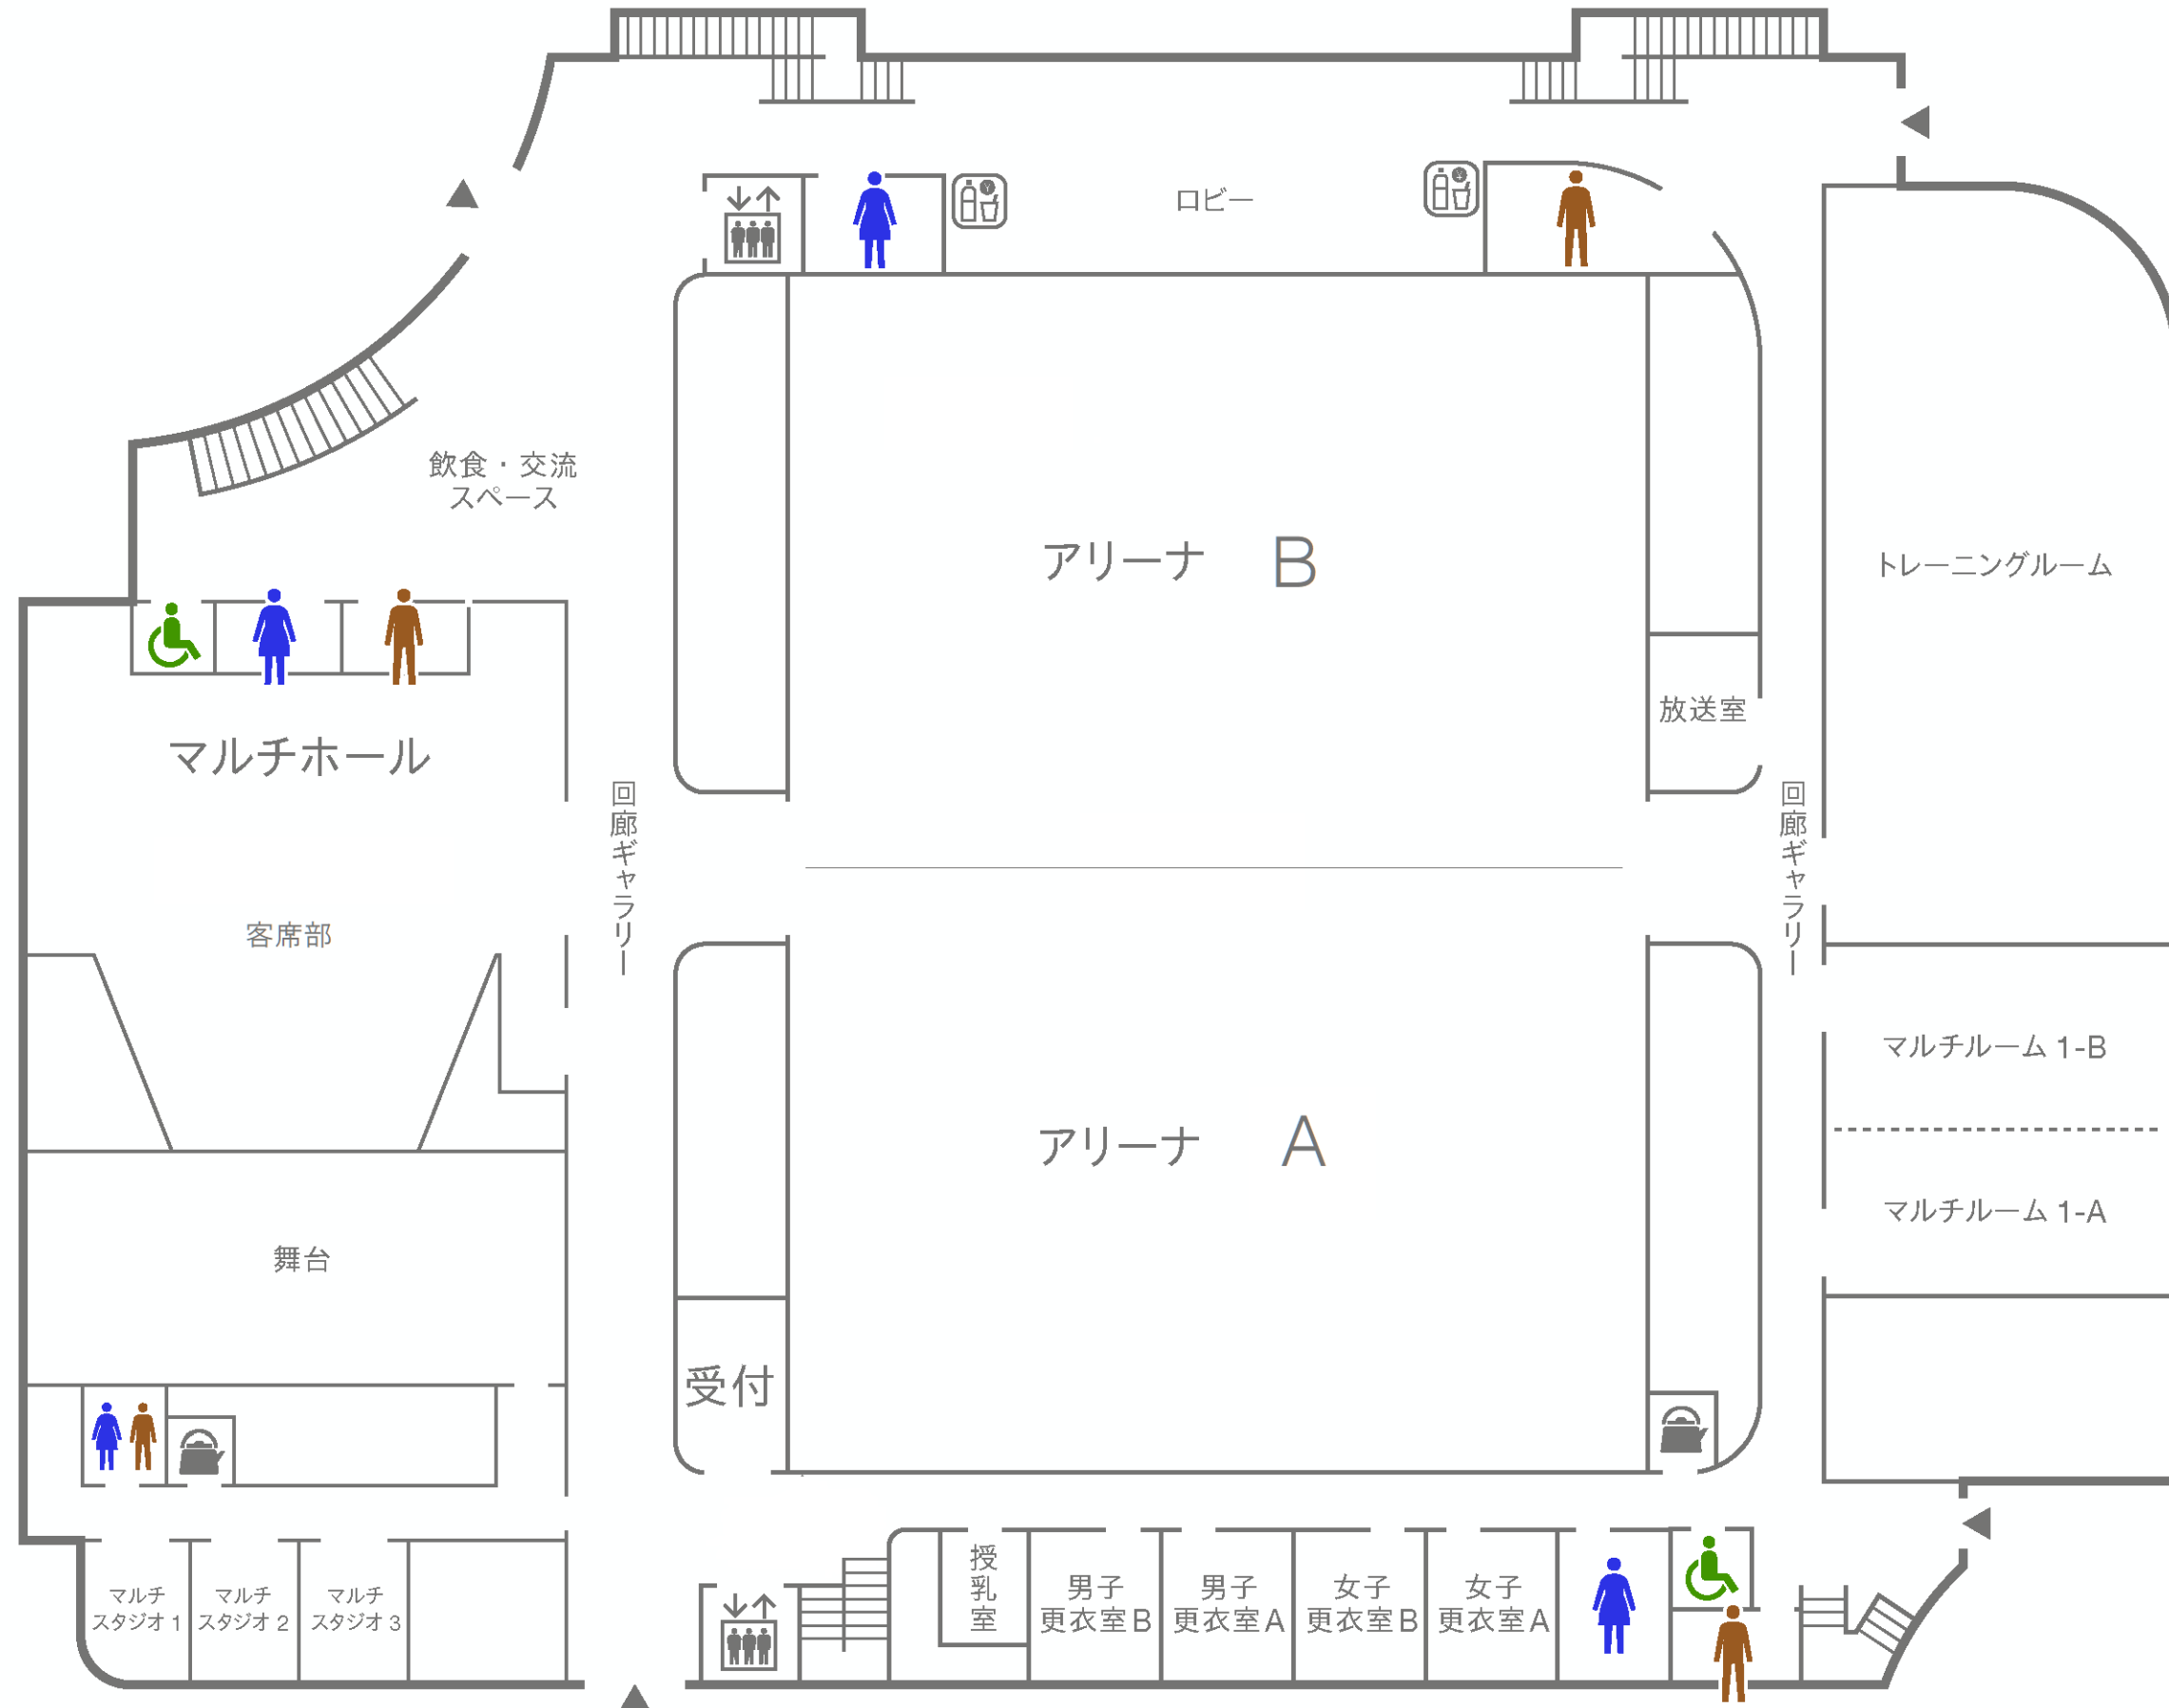 ロビー
飲食・交流
スペース
アリーナ B
トレーニングルーム
放送室
マルチホール
回廊ギャラリー
回廊ギャラリー
客席部
マルチルーム 1-B
アリーナ A
マルチルーム 1-A
舞台
受付
マルチ
スタジオ 1
マルチ
スタジオ 2
マルチ
スタジオ 3
授乳室
男子
更衣室 B
男子
更衣室 A
女子
更衣室 B
女子
更衣室 A